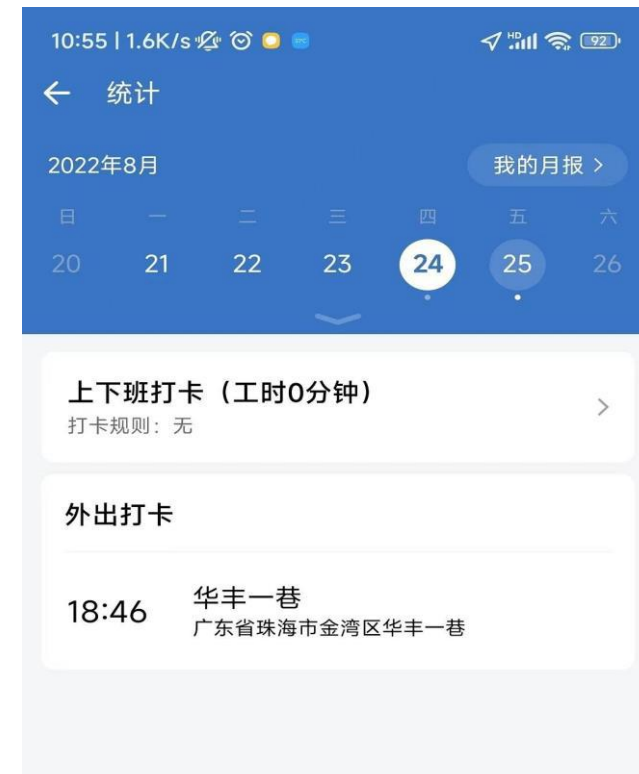 10:55 | 1.6K/s HD 92
统计
2022年8月 我的月报 >
日 一 二 三 四 五 六
20 21 22 23 24 25 26
上下班打卡（工时0分钟）
打卡规则：无
外出打卡
18:46 华丰一巷
广东省珠海市金湾区华丰一巷